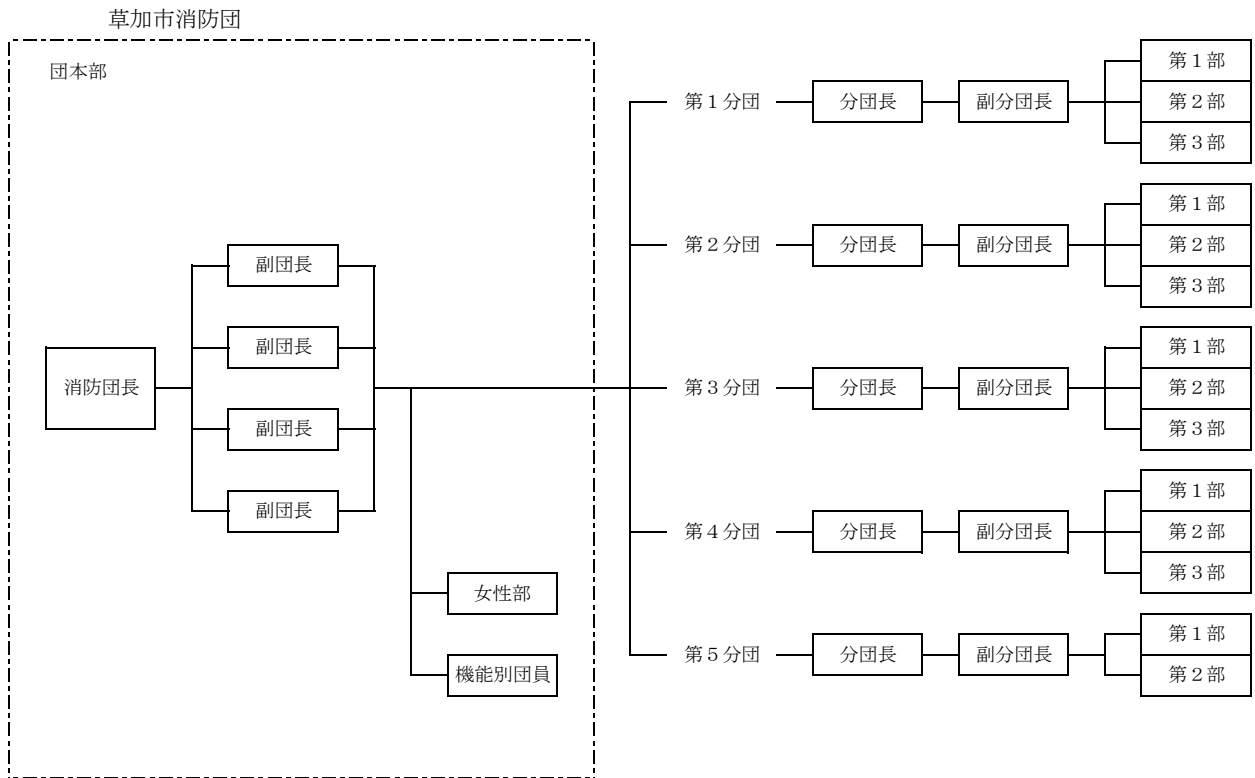 草加市消防団
団本部
消防団長
副団長
副団長
副団長
副団長
女性部
機能別団員
第１分団
分団長
副分団長
第１部
第２部
第３部
第２分団
分団長
副分団長
第１部
第２部
第３部
第３分団
分団長
副分団長
第１部
第２部
第３部
第４分団
分団長
副分団長
第１部
第２部
第３部
第５分団
分団長
副分団長
第１部
第２部